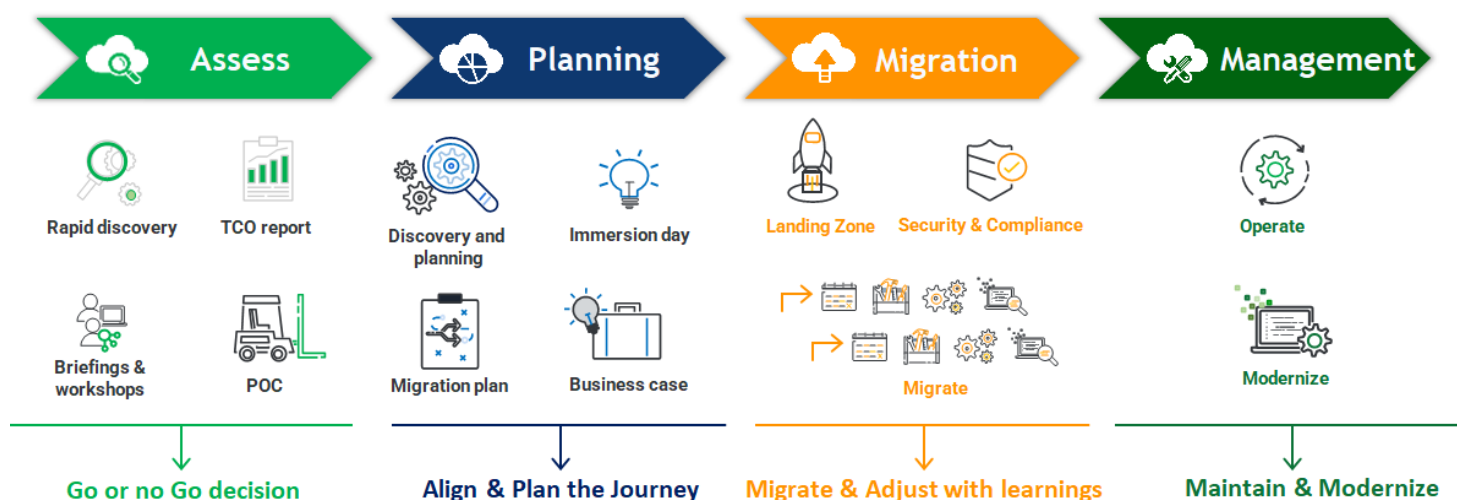 Assess
Planning
Migration
Management
Rapid discovery
TCO report
Briefings &
workshops
POC
Discovery and
planning
Immersion day
Migration plan
Business case
Landing Zone
Security & Compliance
Migrate
Operate
Modernize
Go or no Go decision
Align & Plan the Journey
Migrate & Adjust with learnings
Maintain & Modernize